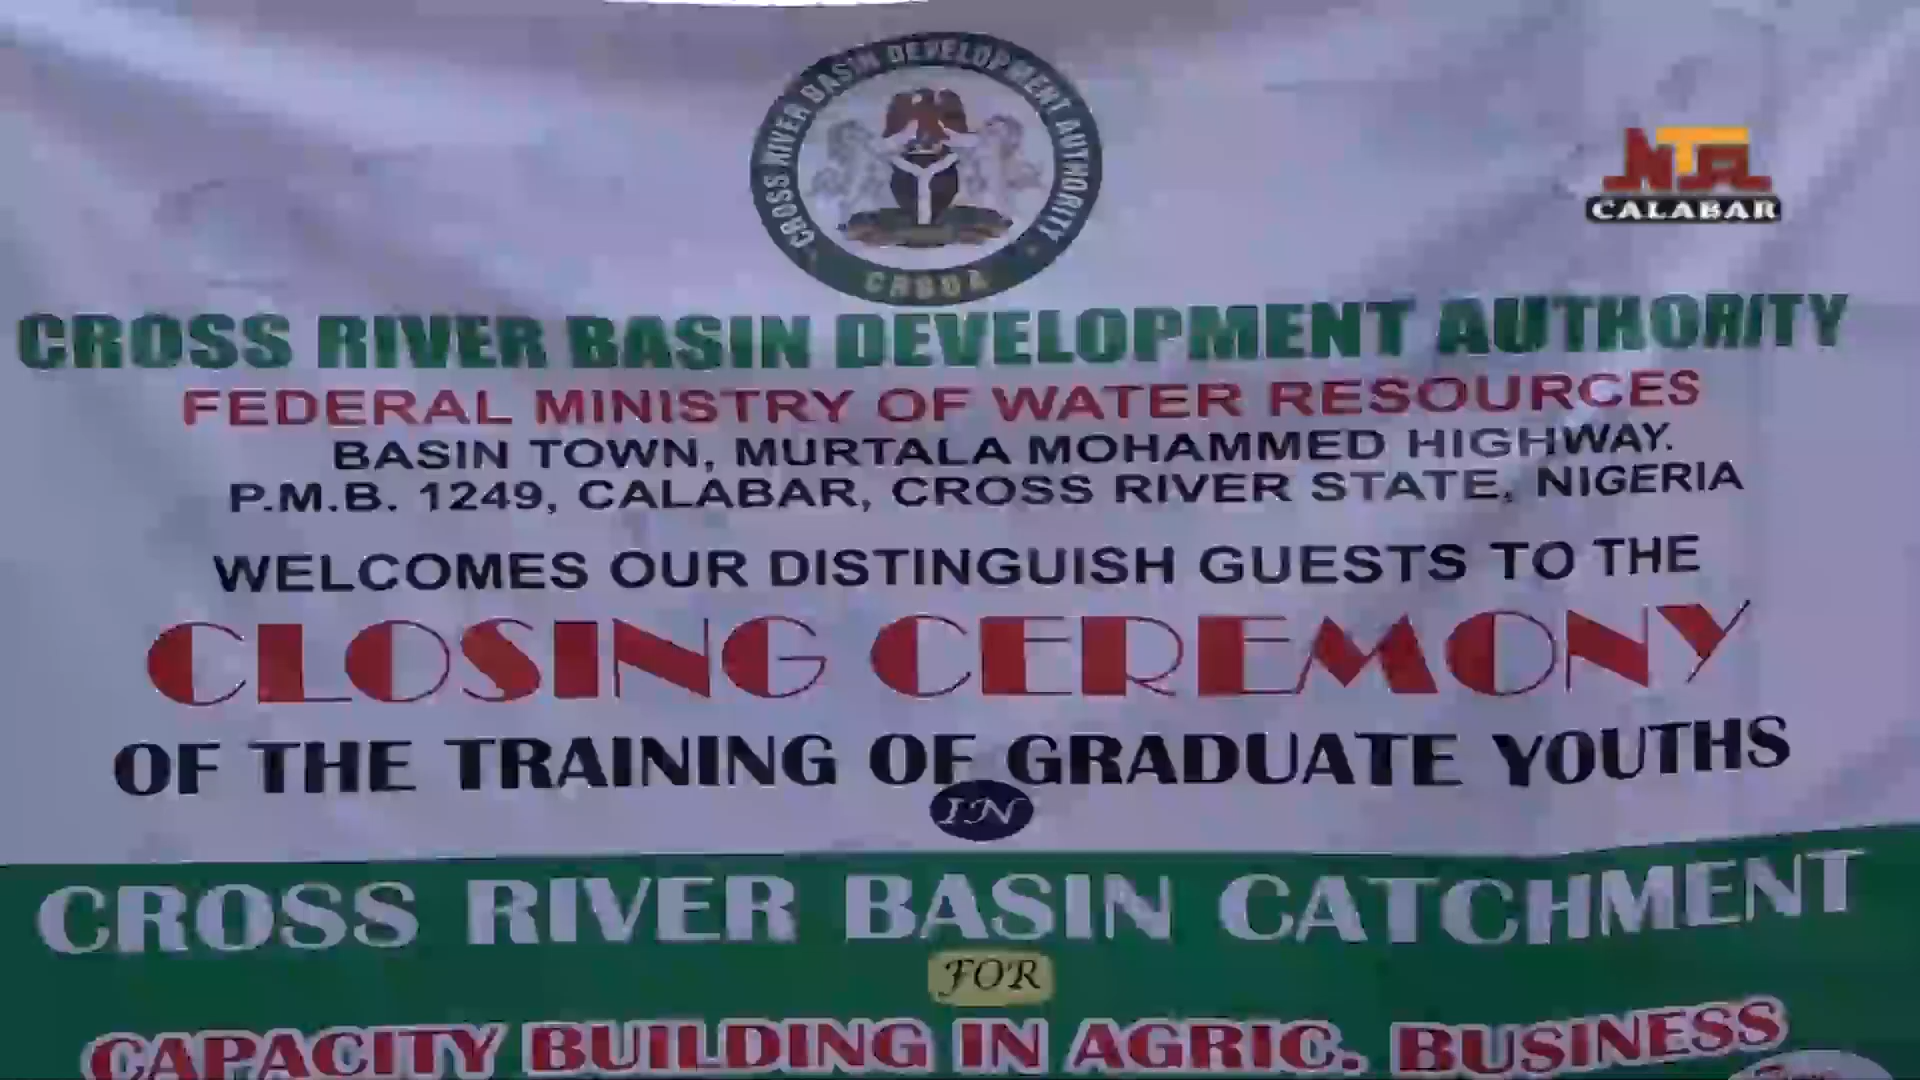 CROSS RIVER BASIN DEVELOPMENT AUTHORITY
CRBDA
NTA
CALABAR
CROSS RIVER BASIN DEVELOPMENT AUTHORITY
FEDERAL MINISTRY OF WATER RESOURCES
BASIN TOWN, MURTALA MOHAMMED HIGHWAY.
P.M.B. 1249, CALABAR, CROSS RIVER STATE, NIGERIA
WELCOMES OUR DISTINGUISH GUESTS TO THE
CLOSING CEREMONY
OF THE TRAINING OF GRADUATE YOUTHS
IN
CROSS RIVER BASIN CATCHMENT
FOR
CAPACITY BUILDING IN AGRIC. BUSINESS